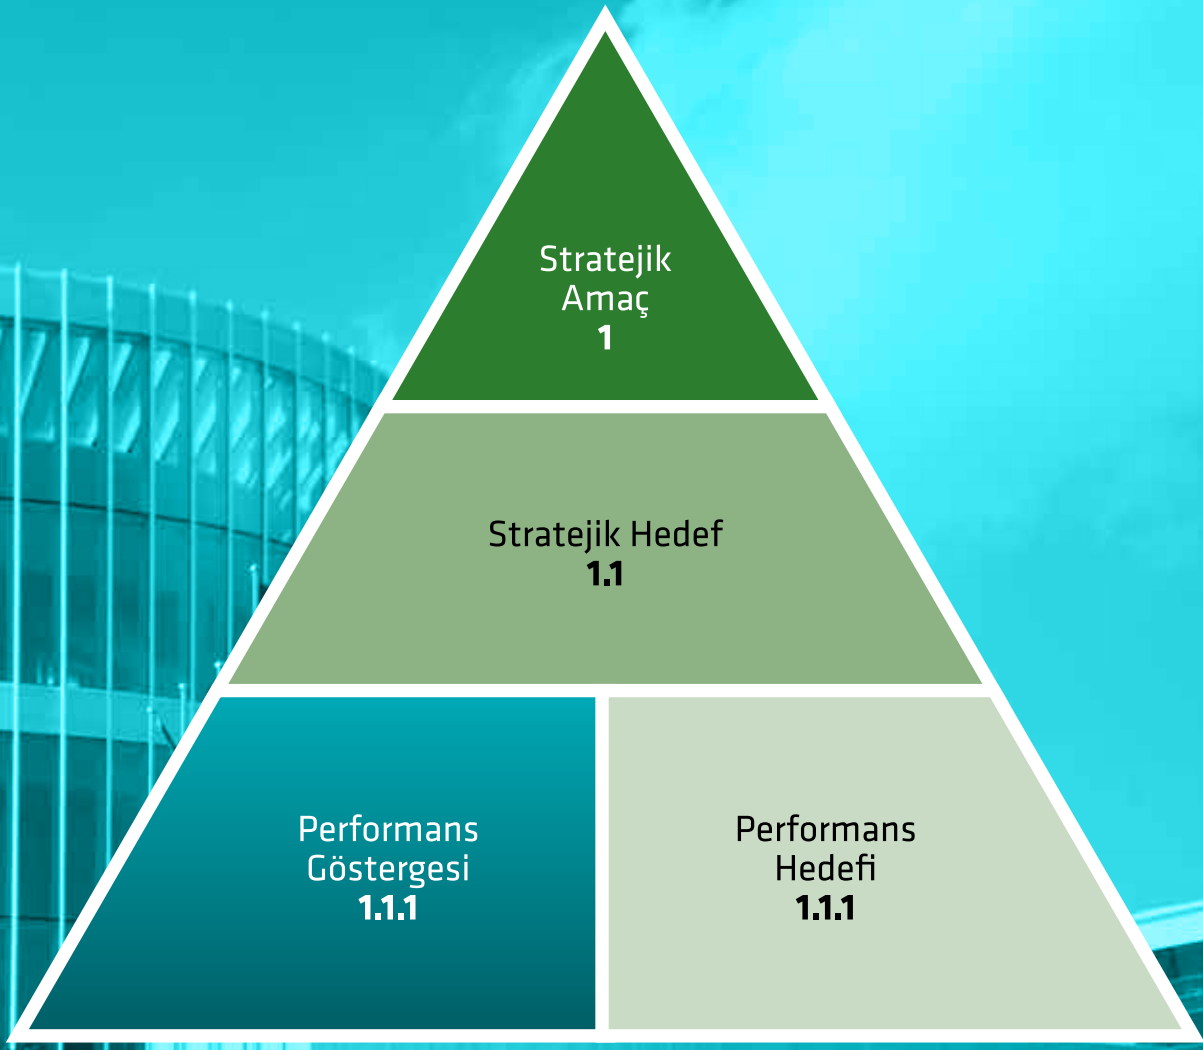 Stratejik
Amaç
1
Stratejik Hedef
1.1
Performans
Göstergesi
1.1.1
Performans
Hedefi
1.1.1